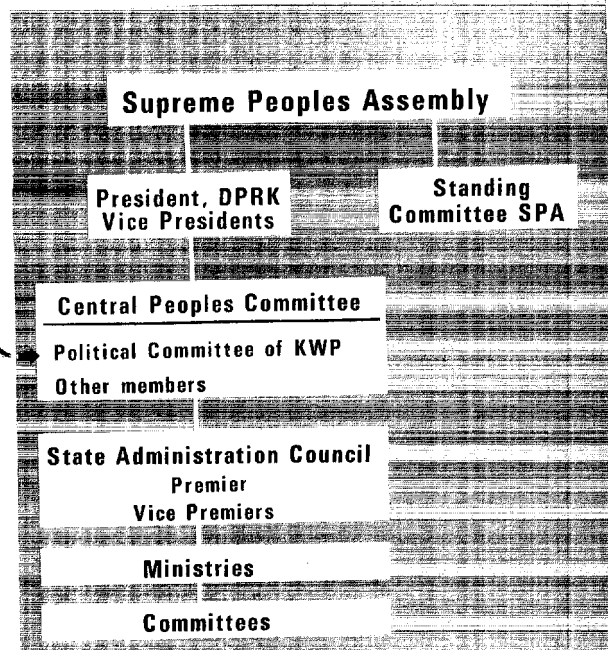 Supreme Peoples Assembly
President, DPRK
Vice Presidents
Standing
Committee SPA
Central Peoples Committee
Political Committee of KWP
Other members
State Administration Council
Premier
Vice Premiers
Ministries
Committees